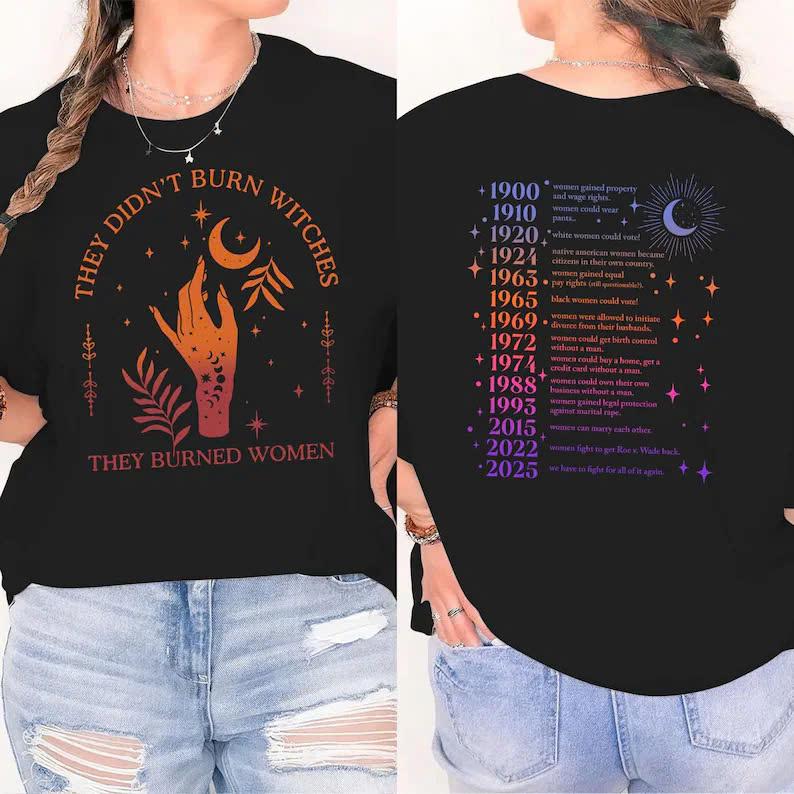 THEY DIDN'T BURN WITCHES
THEY BURNED WOMEN
1900 women gained property
and wage rights.
1910 women could wear
pants..
1920 white women could vote!
1924 native american women became
citizens in their own country.
1963 women gained equal
pay rights (still questionable?).
1965 black women could vote!
1969 women were allowed to initiate
divorce from their husbands.
1972 women could get birth control
without a man.
1974 women could buy a home, get a
credit card without a man.
1988 women could own their own
business without a man.
1993 women gained legal protection
against marital rape.
2015 women can marry each other.
2022 women fight to get Roe v. Wade back.
2025 we have to fight for all of it again.